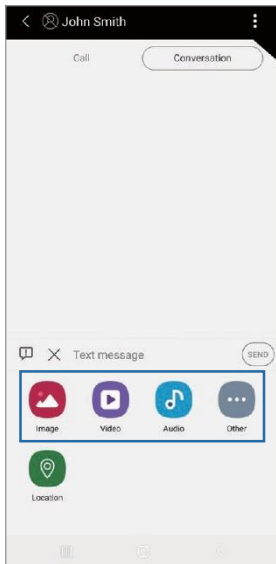 John Smith
Call Conversation
Text message SEND
Image Video Audio Other
Location